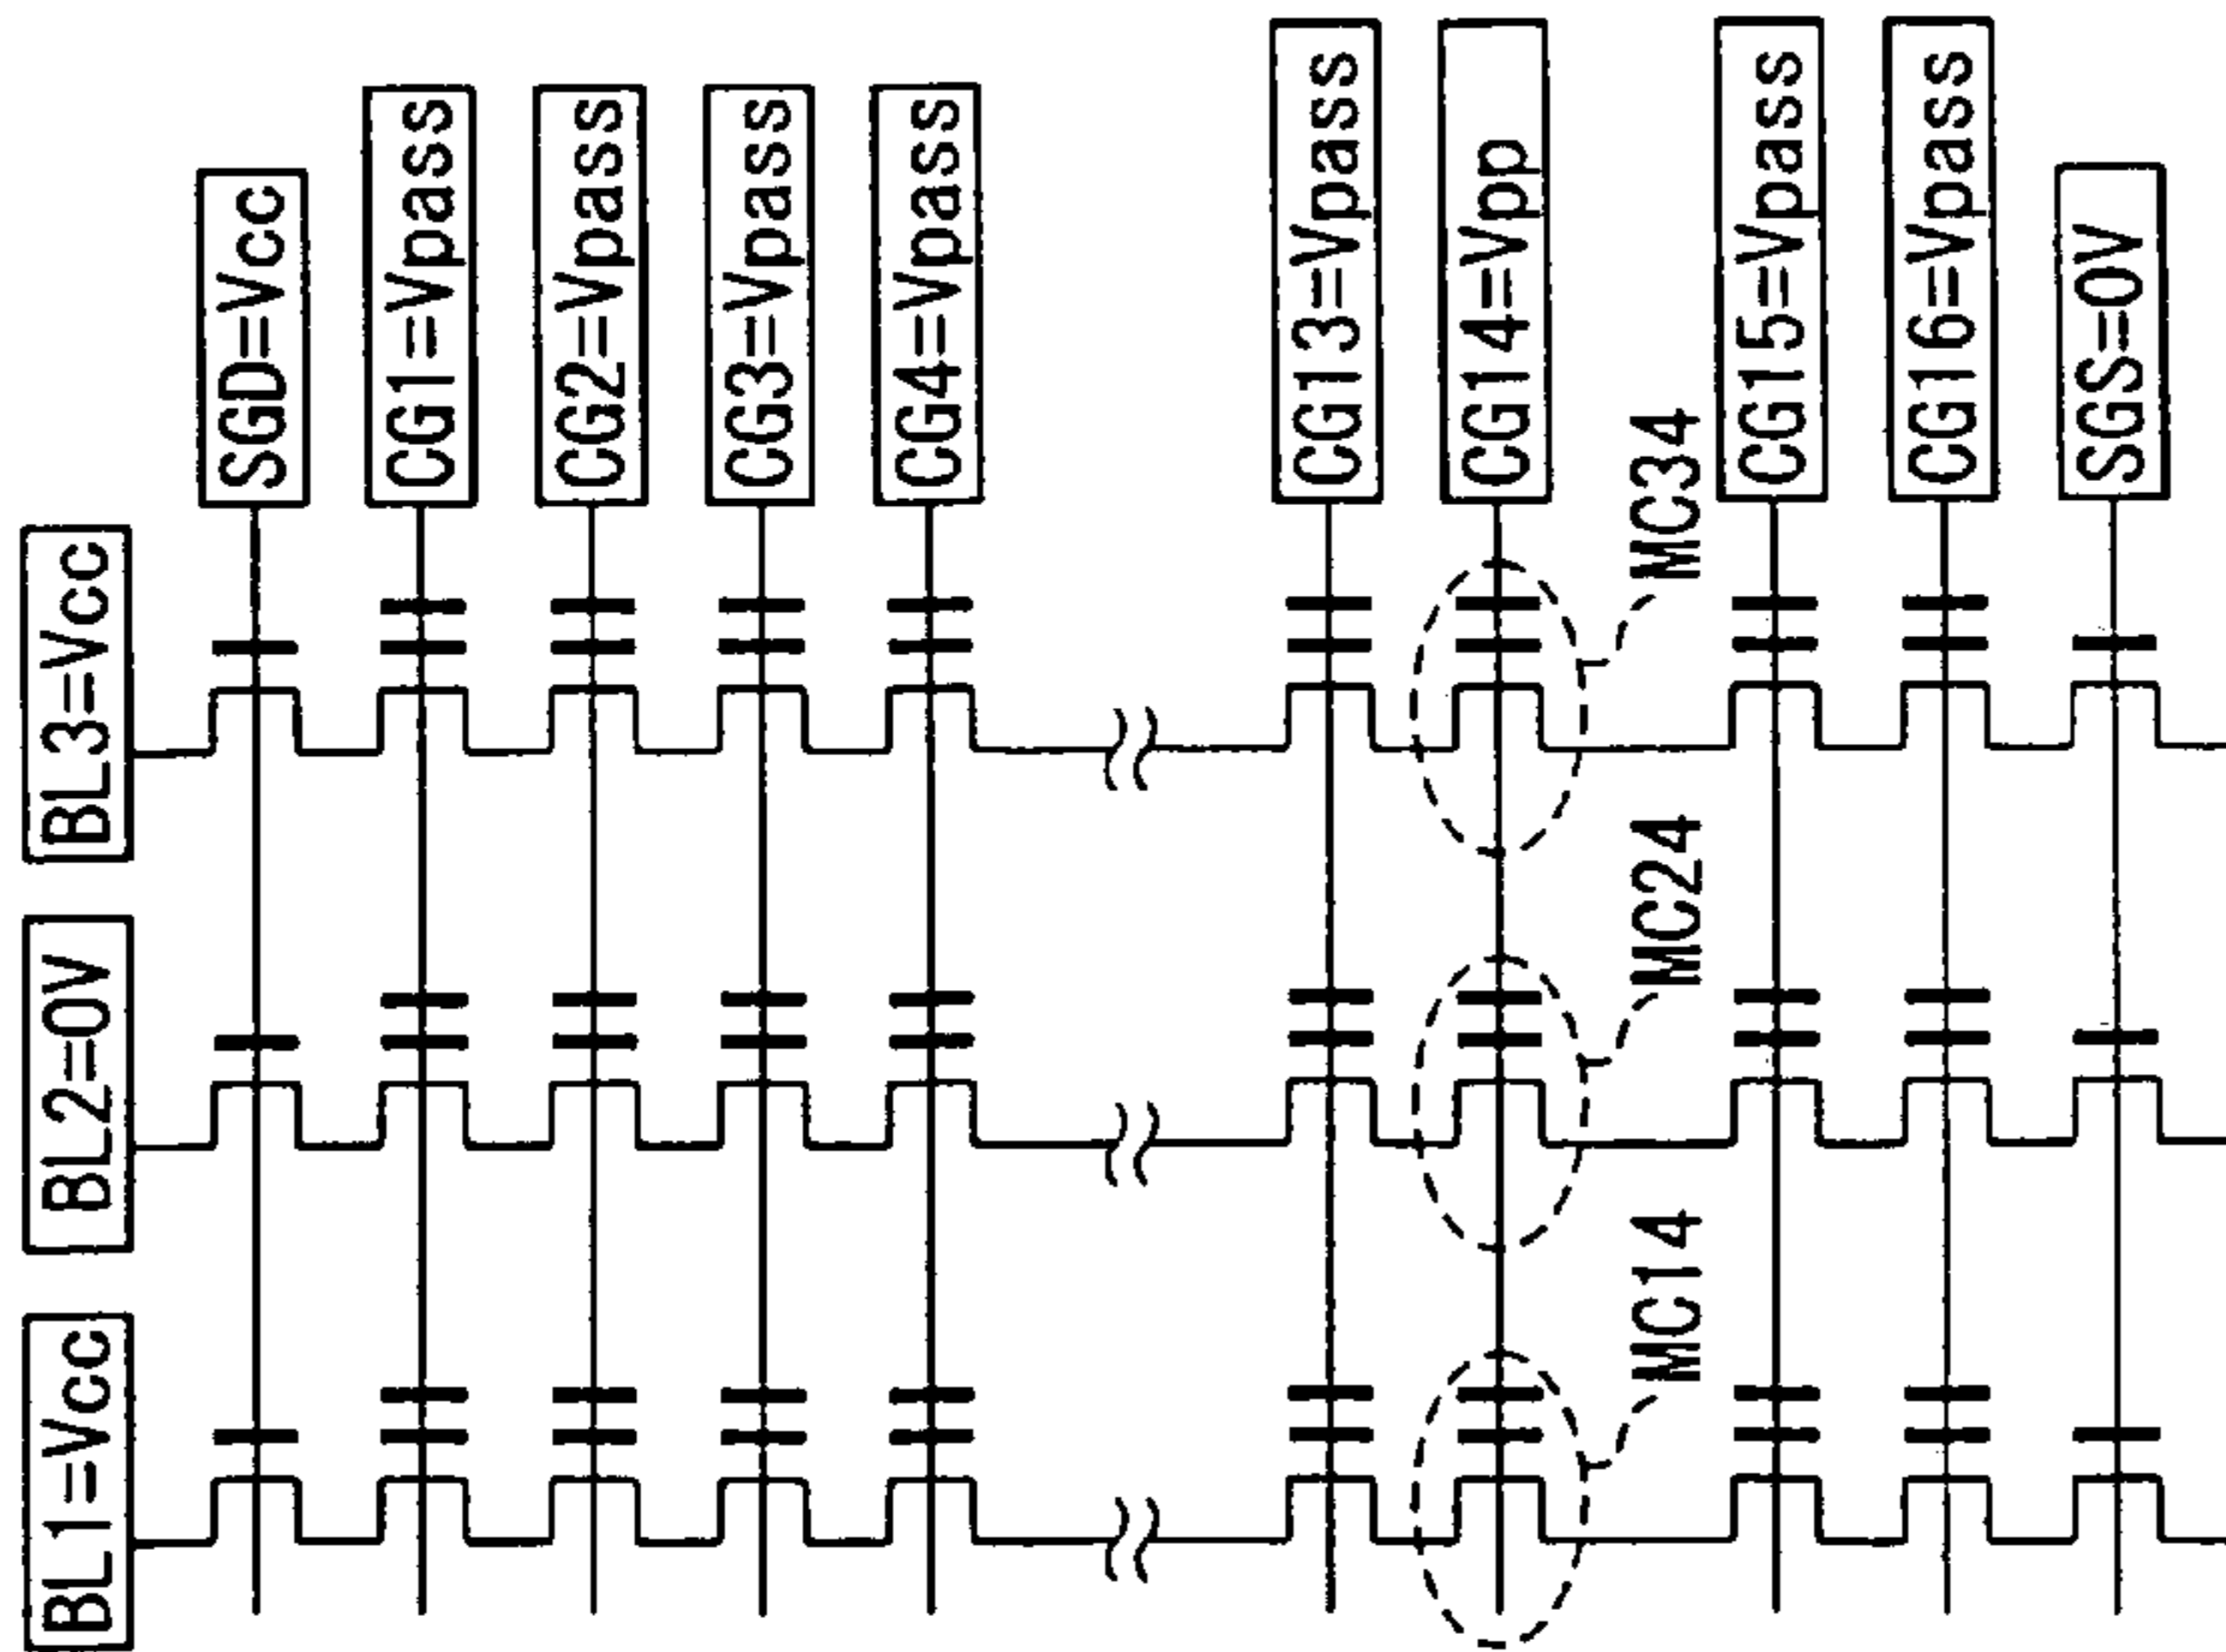 BL1=Vcc
BL2=0V
BL3=Vcc
SGD=Vcc
CG1=Vpass
CG2=Vpass
CG3=Vpass
CG4=Vpass
CG13=Vpass
CG14=Vpp
MC14
MC24
MC34
CG15=Vpass
CG16=Vpass
SGS=0V